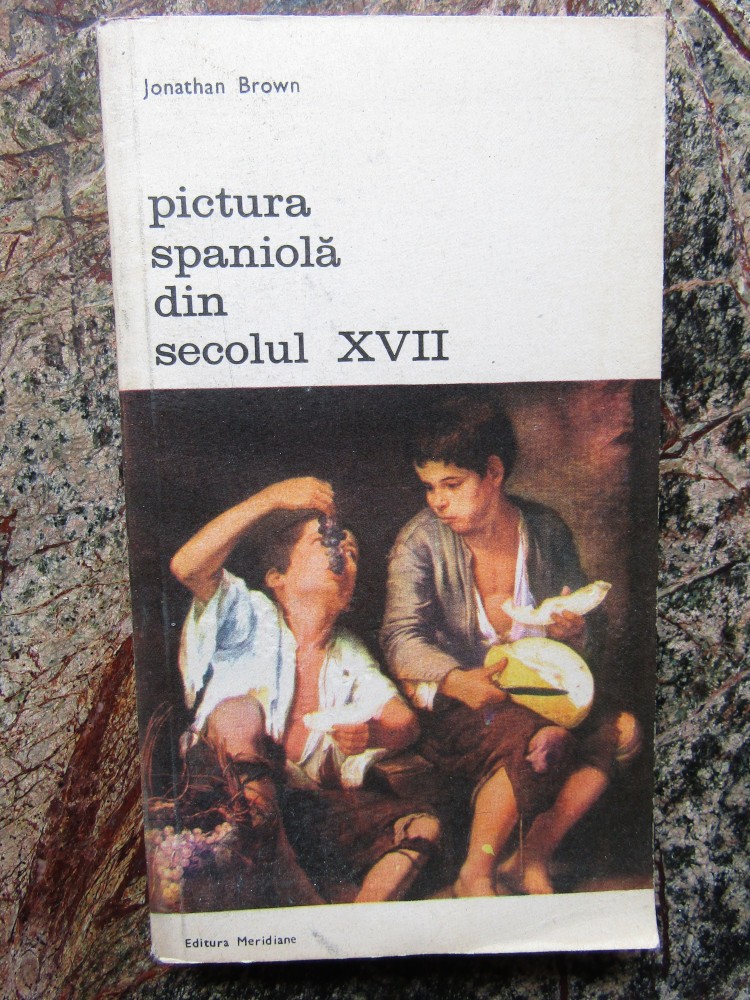 Jonathan Brown
pictura
spaniolă
din
secolul XVII
Editura Meridiane